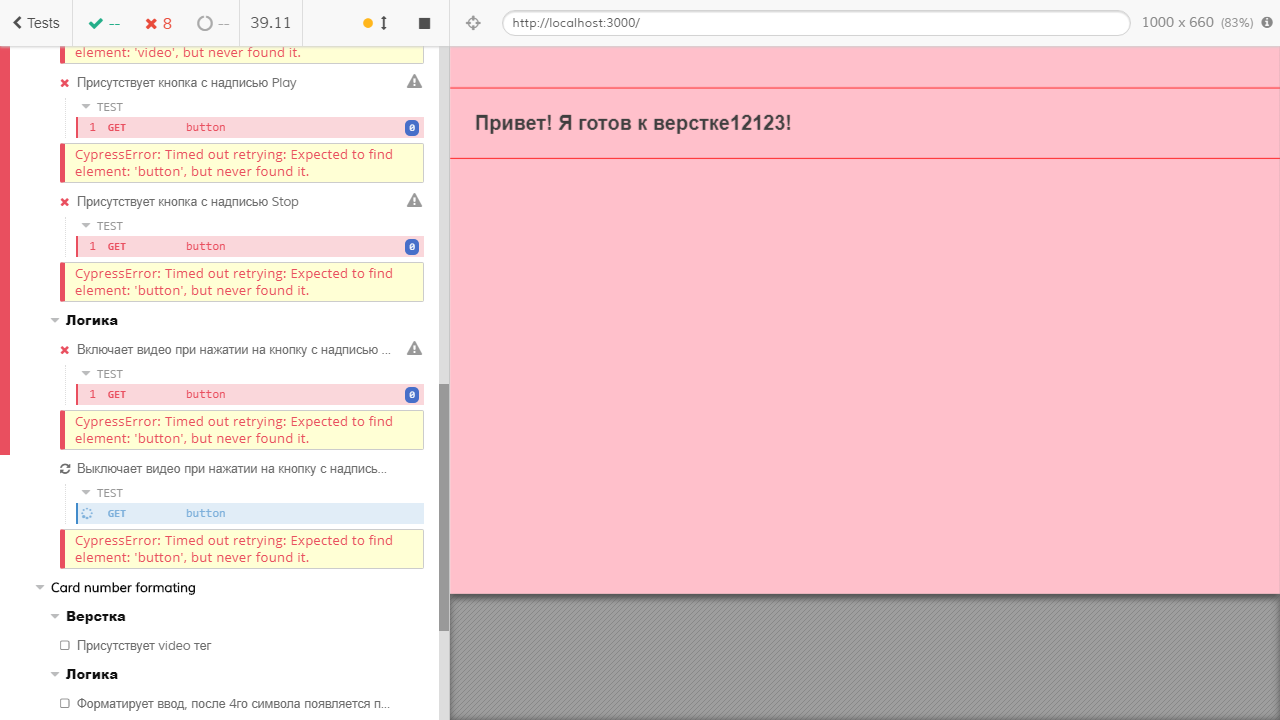 Tests
--
8
--
39.11
http://localhost:3000/
1000 x 660 (83%)
element: 'video', but never found it.
Присутствует кнопка с надписью Play
TEST
1 GET button 0
CypressError: Timed out retrying: Expected to find
element: 'button', but never found it.
Присутствует кнопка с надписью Stop
TEST
1 GET button 0
CypressError: Timed out retrying: Expected to find
element: 'button', but never found it.
Логика
Включает видео при нажатии на кнопку с надписью ...
TEST
1 GET button 0
CypressError: Timed out retrying: Expected to find
element: 'button', but never found it.
Выключает видео при нажатии на кнопку с надпись...
TEST
GET button
CypressError: Timed out retrying: Expected to find
element: 'button', but never found it.
Card number formating
Верстка
Присутствует video тег
Логика
Форматирует ввод, после 4го символа появляется п...
Привет! Я готов к верстке12123!